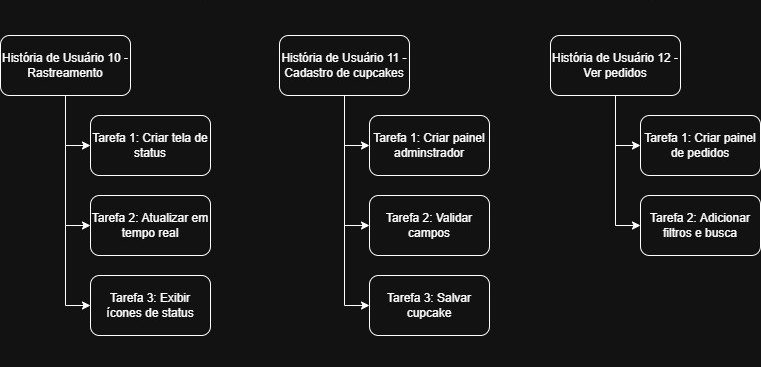 História de Usuário 10 -
Rastreamento
Tarefa 1: Criar tela de
status
Tarefa 2: Atualizar em
tempo real
Tarefa 3: Exibir
ícones de status
História de Usuário 11 -
Cadastro de cupcakes
Tarefa 1: Criar painel
adminstrador
Tarefa 2: Validar
campos
Tarefa 3: Salvar
cupcake
História de Usuário 12 -
Ver pedidos
Tarefa 1: Criar painel
de pedidos
Tarefa 2: Adicionar
filtros e busca